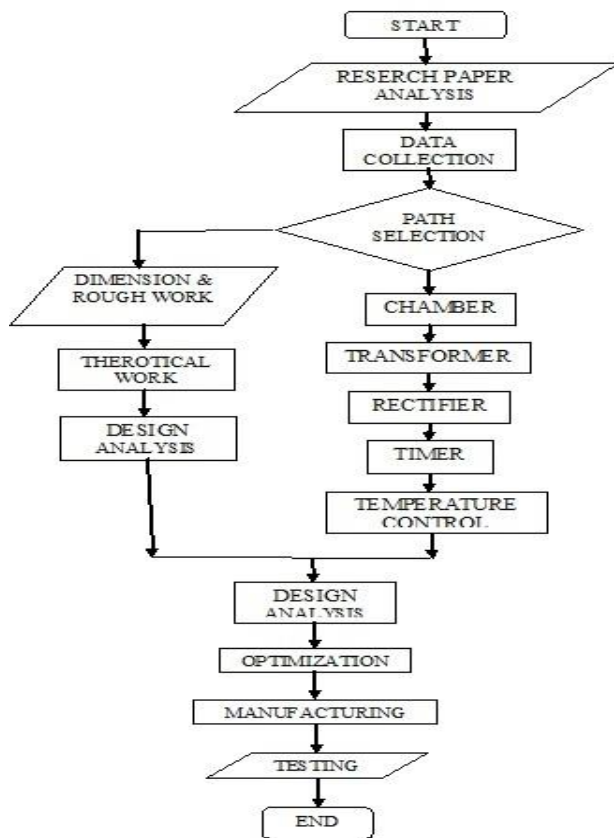 START
RESERCH PAPER
ANALYSIS
DATA
COLLECTION
PATH
SELECTION
DIMENSION &
ROUGH WORK
THEROTICAL
WORK
DESIGN
ANALYSIS
CHAMBER
TRANSFORMER
RECTIFIER
TIMER
TEMPERATURE
CONTROL
DESIGN
ANALYSIS
OPTIMIZATION
MANUFACTURING
TESTING
END